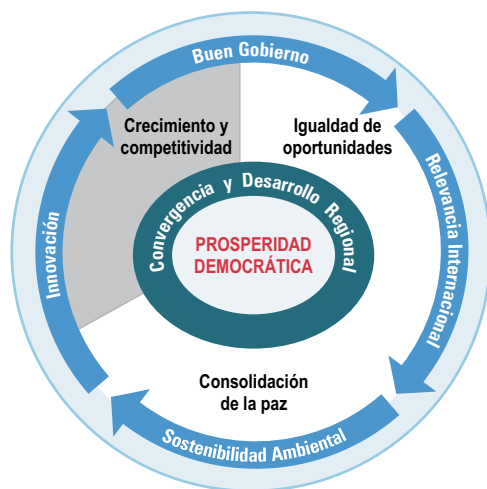 Buen Gobierno
Crecimiento y
competitividad
Igualdad de
oportunidades
Relevancia Internacional
Innovación
Convergencia y Desarrollo Regional
PROSPERIDAD
DEMOCRÁTICA
Consolidación
de la paz
Sostenibilidad Ambiental